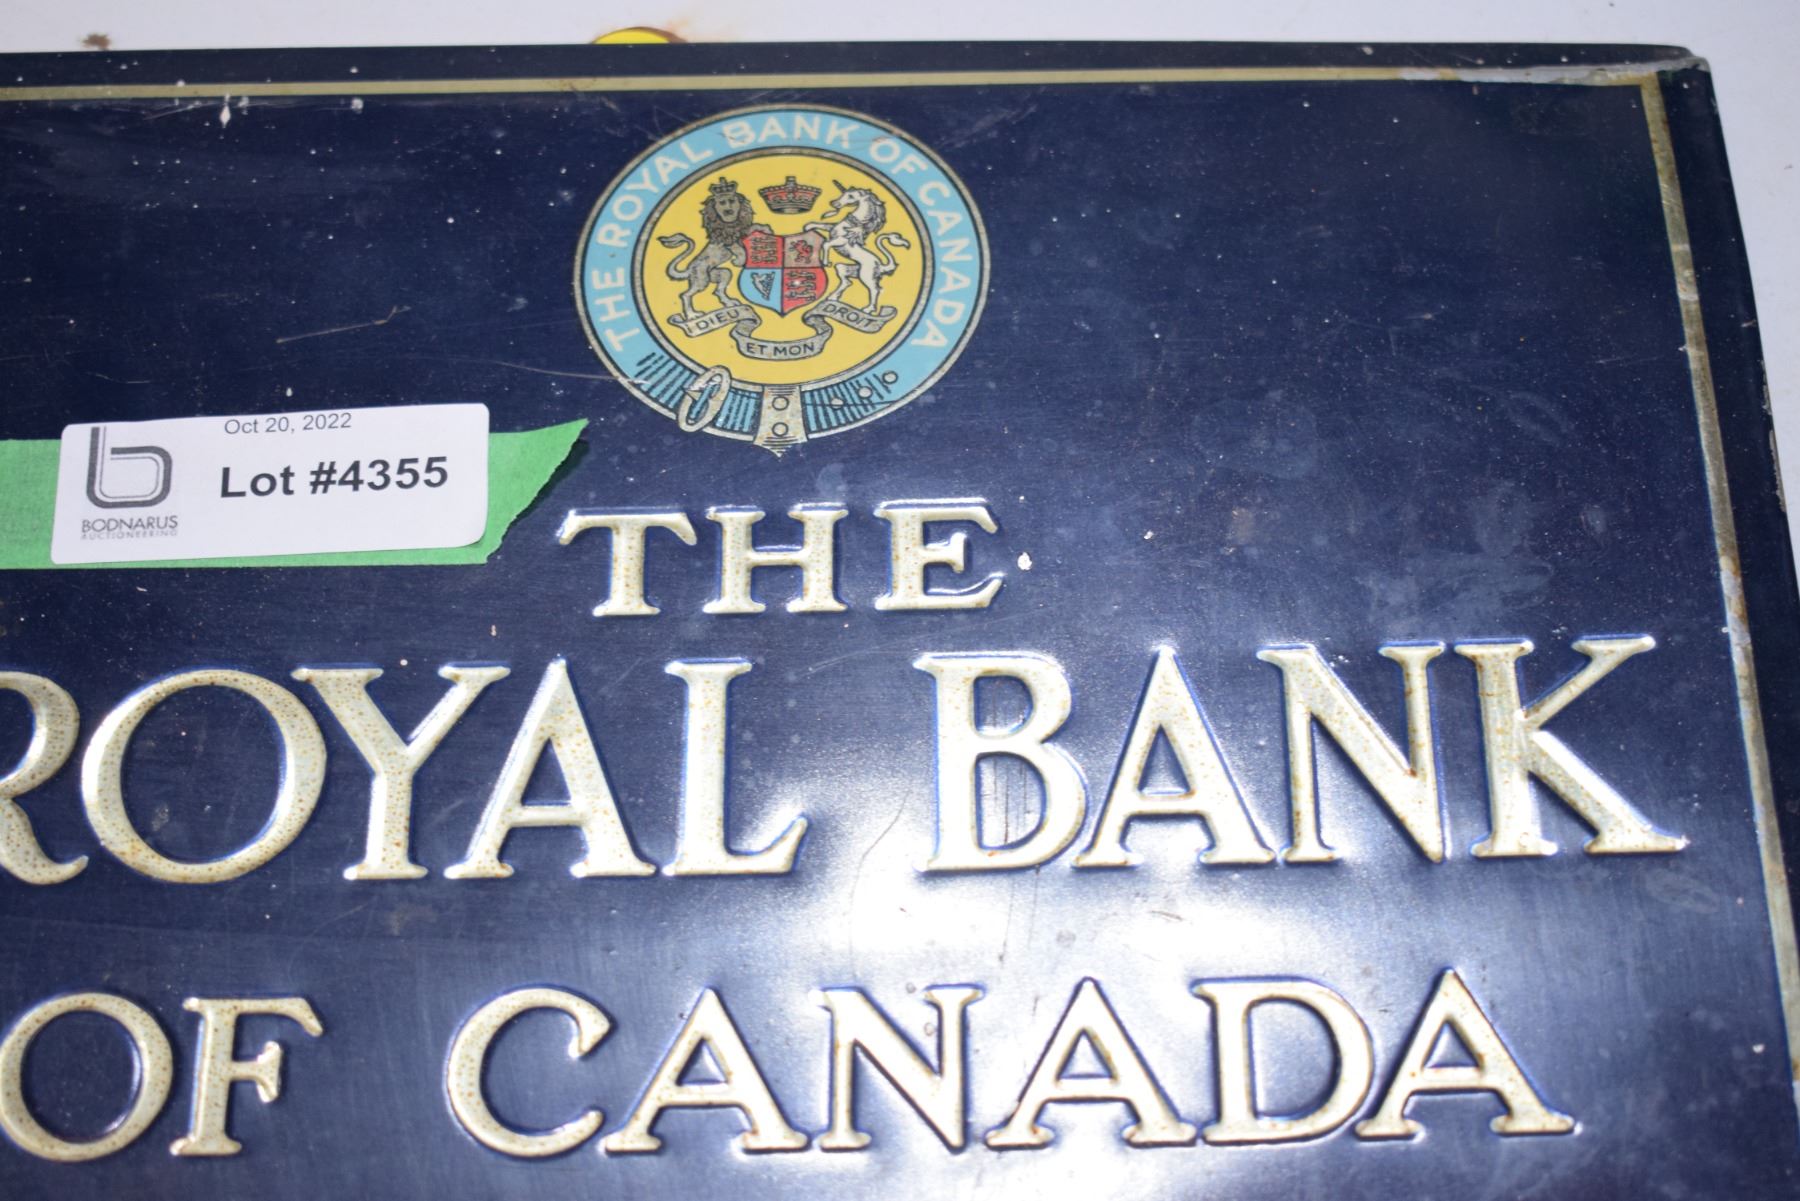 THE ROYAL BANK OF CANADA
DIEU
ET MON
DROIT
Oct 20, 2022
Lot #4355
BODNARUS
AUCTIONEERING
THE
ROYAL BANK
OF CANADA